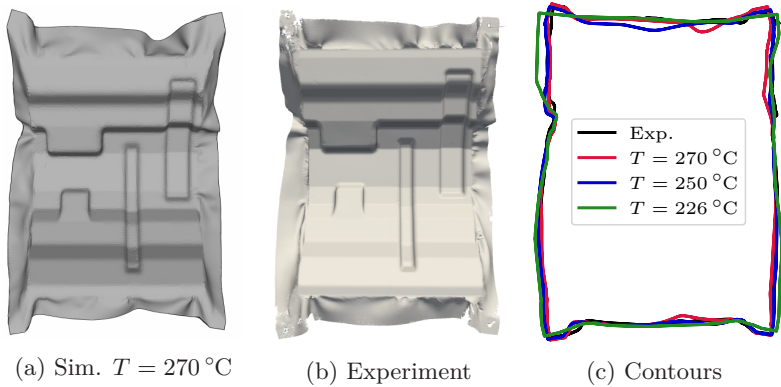 Exp.
T = 270 °C
T = 250 °C
T = 226 °C
(a) Sim. T = 270 °C
(b) Experiment
(c) Contours